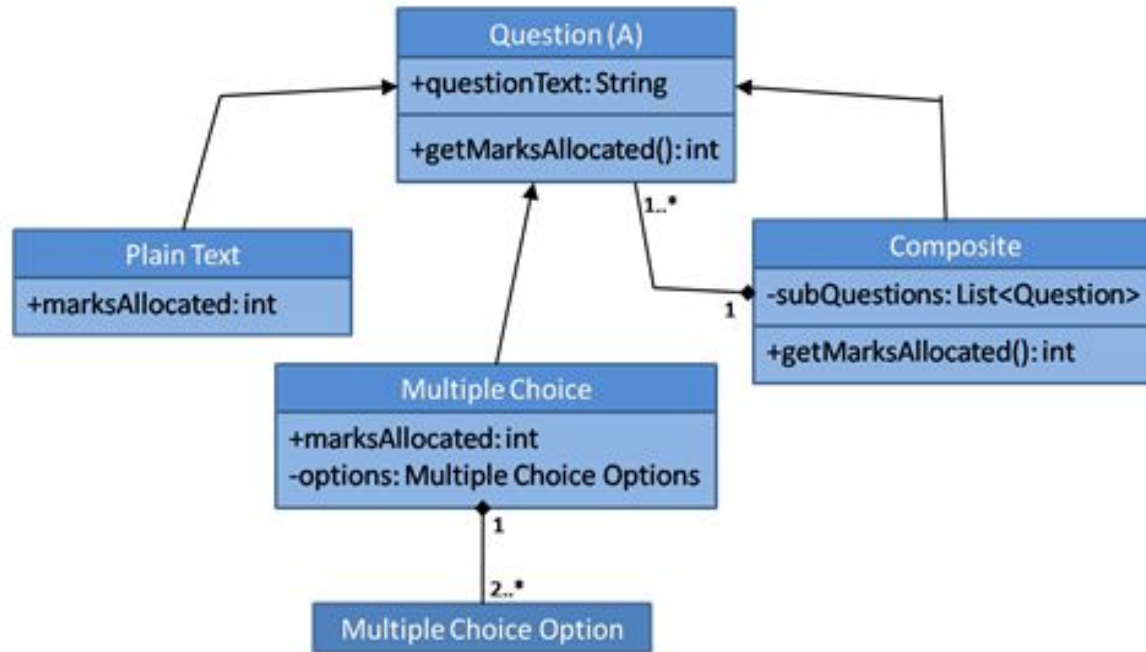 Question (A)
+questionText: String
+getMarksAllocated(): int
1..*
Plain Text
+marksAllocated: int
Composite
-subQuestions: List<Question>
+getMarksAllocated(): int
1
Multiple Choice
+marksAllocated: int
-options: Multiple Choice Options
1
2..*
Multiple Choice Option